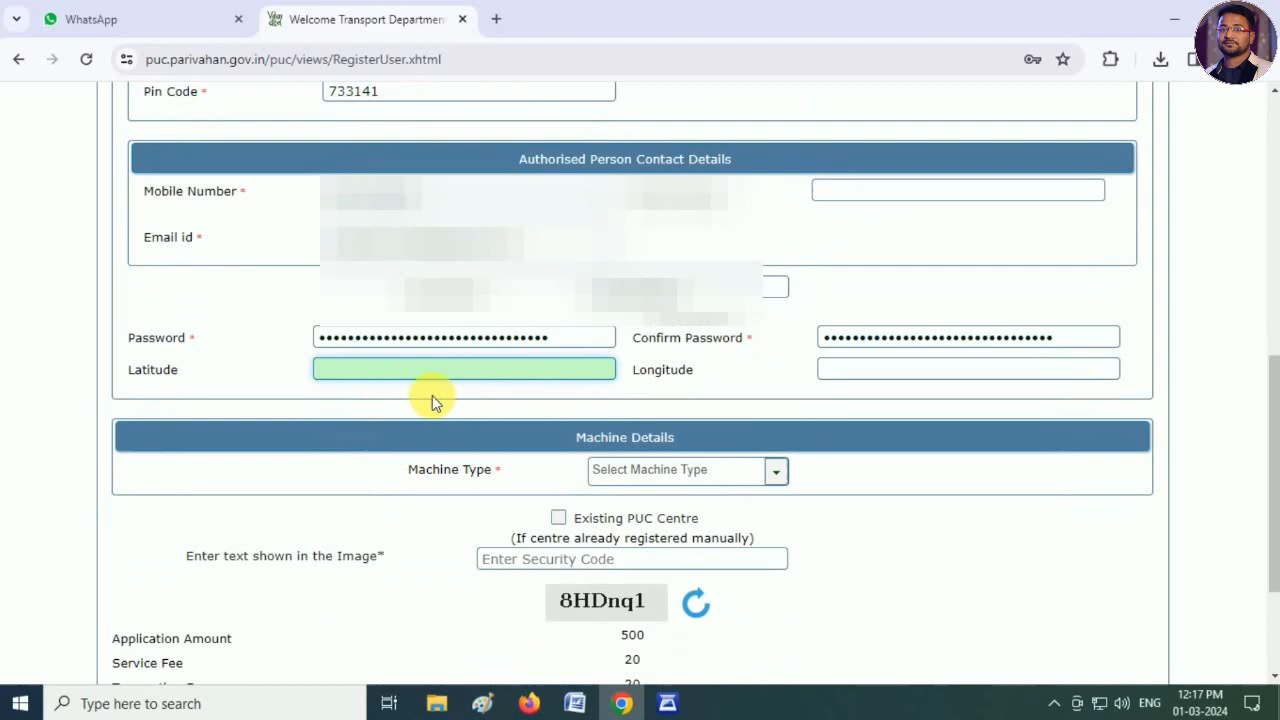 WhatsApp
Welcome Transport Departmen
puc.parivahan.gov.in/puc/views/RegisterUser.xhtml
Pin Code * 733141
Authorised Person Contact Details
Mobile Number *
Email id *
Password * Confirm Password *
Latitude Longitude
Machine Details
Machine Type * Select Machine Type
Existing PUC Centre
(If centre already registered manually)
Enter text shown in the Image* Enter Security Code
8HDnq1
Application Amount 500
Service Fee 20
20
Type here to search
ENG
12:17 PM
01-03-2024